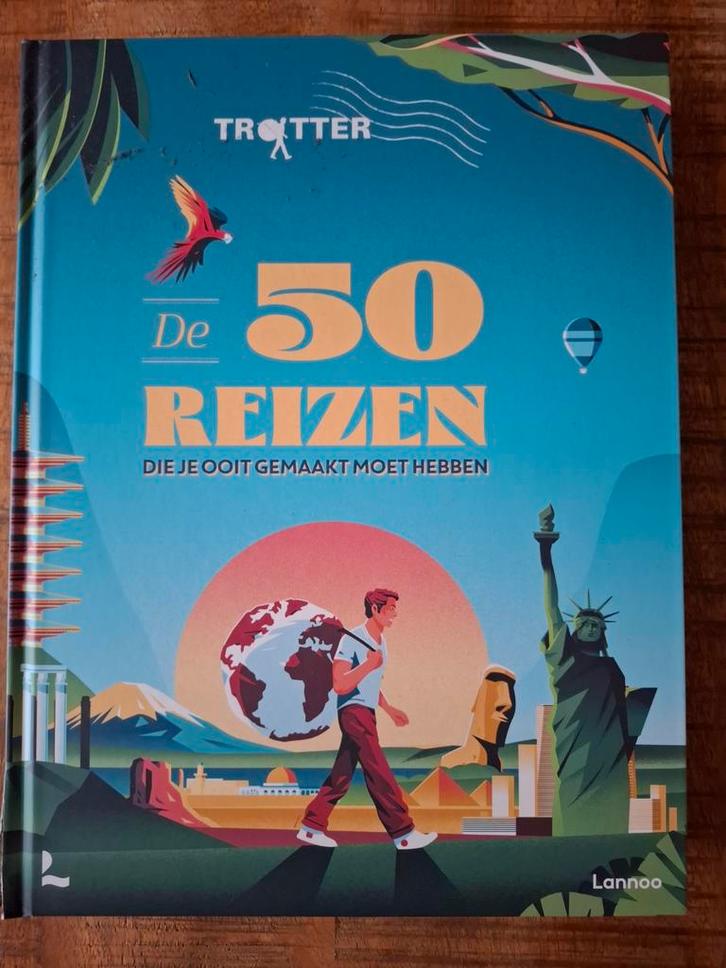 TROTTER
De 50
REIZEN
DIE JE OOIT GEMAAKT MOET HEBBEN
Lannoo